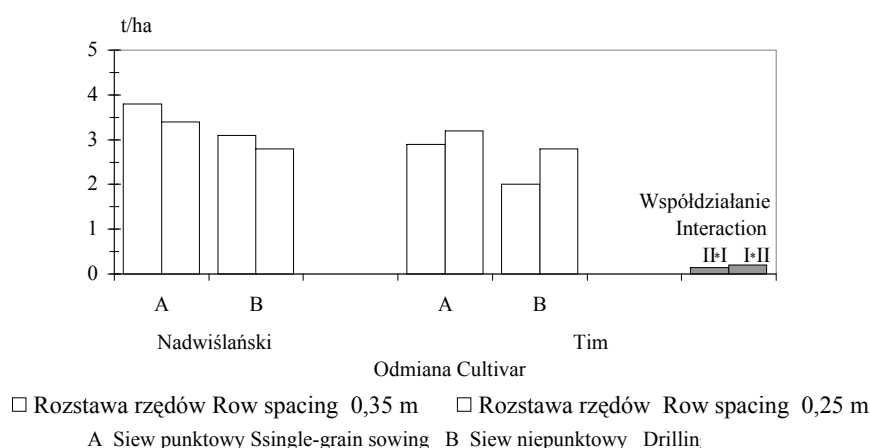 t/ha
5
4
3
2
1
0
Współdziałanie
Interaction
II*I I*II
A B A B
Nadwiślański Tim
Odmiana Cultivar
□ Rozstawa rzędów Row spacing 0,35 m □ Rozstawa rzędów Row spacing 0,25 m
A Siew punktowy Ssingle-grain sowing B Siew niepunktowy Drillin